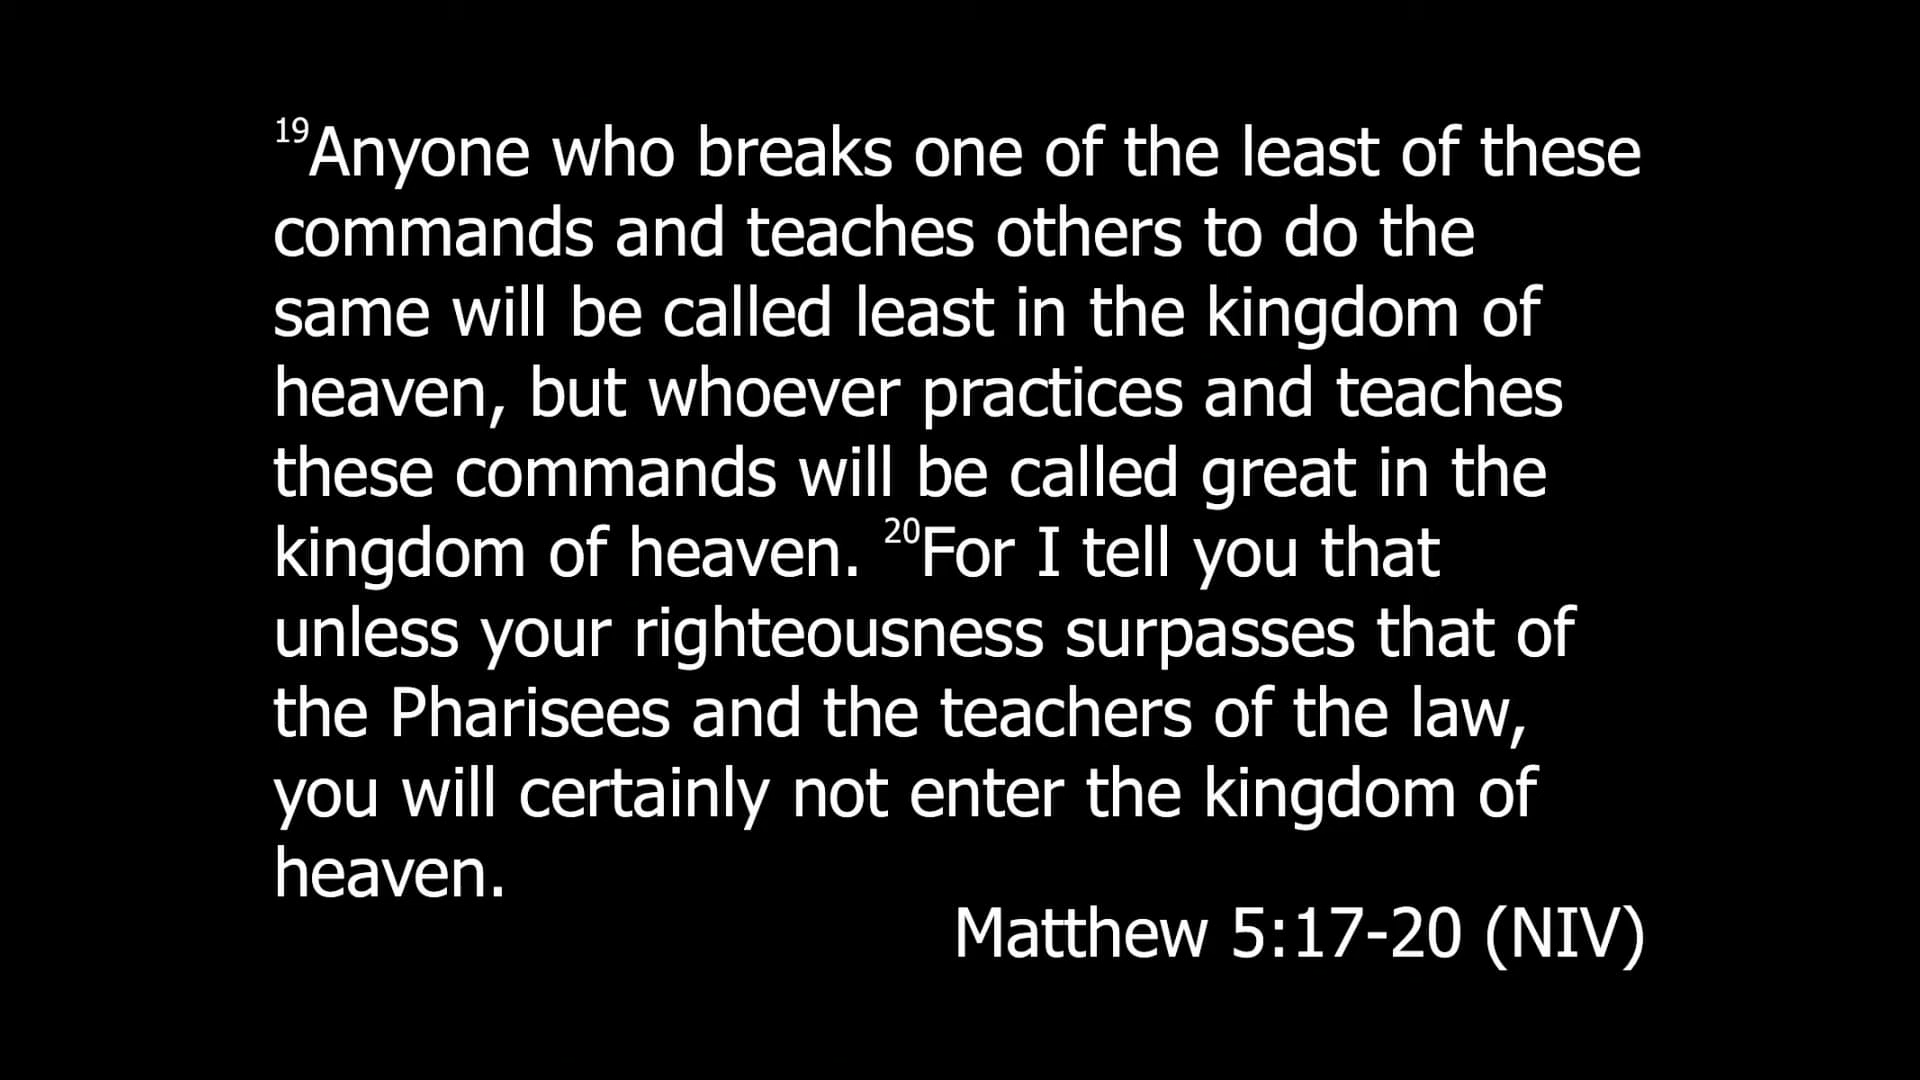 19Anyone who breaks one of the least of these
commands and teaches others to do the
same will be called least in the kingdom of
heaven, but whoever practices and teaches
these commands will be called great in the
kingdom of heaven. 20For I tell you that
unless your righteousness surpasses that of
the Pharisees and the teachers of the law,
you will certainly not enter the kingdom of
heaven.
Matthew 5:17-20 (NIV)